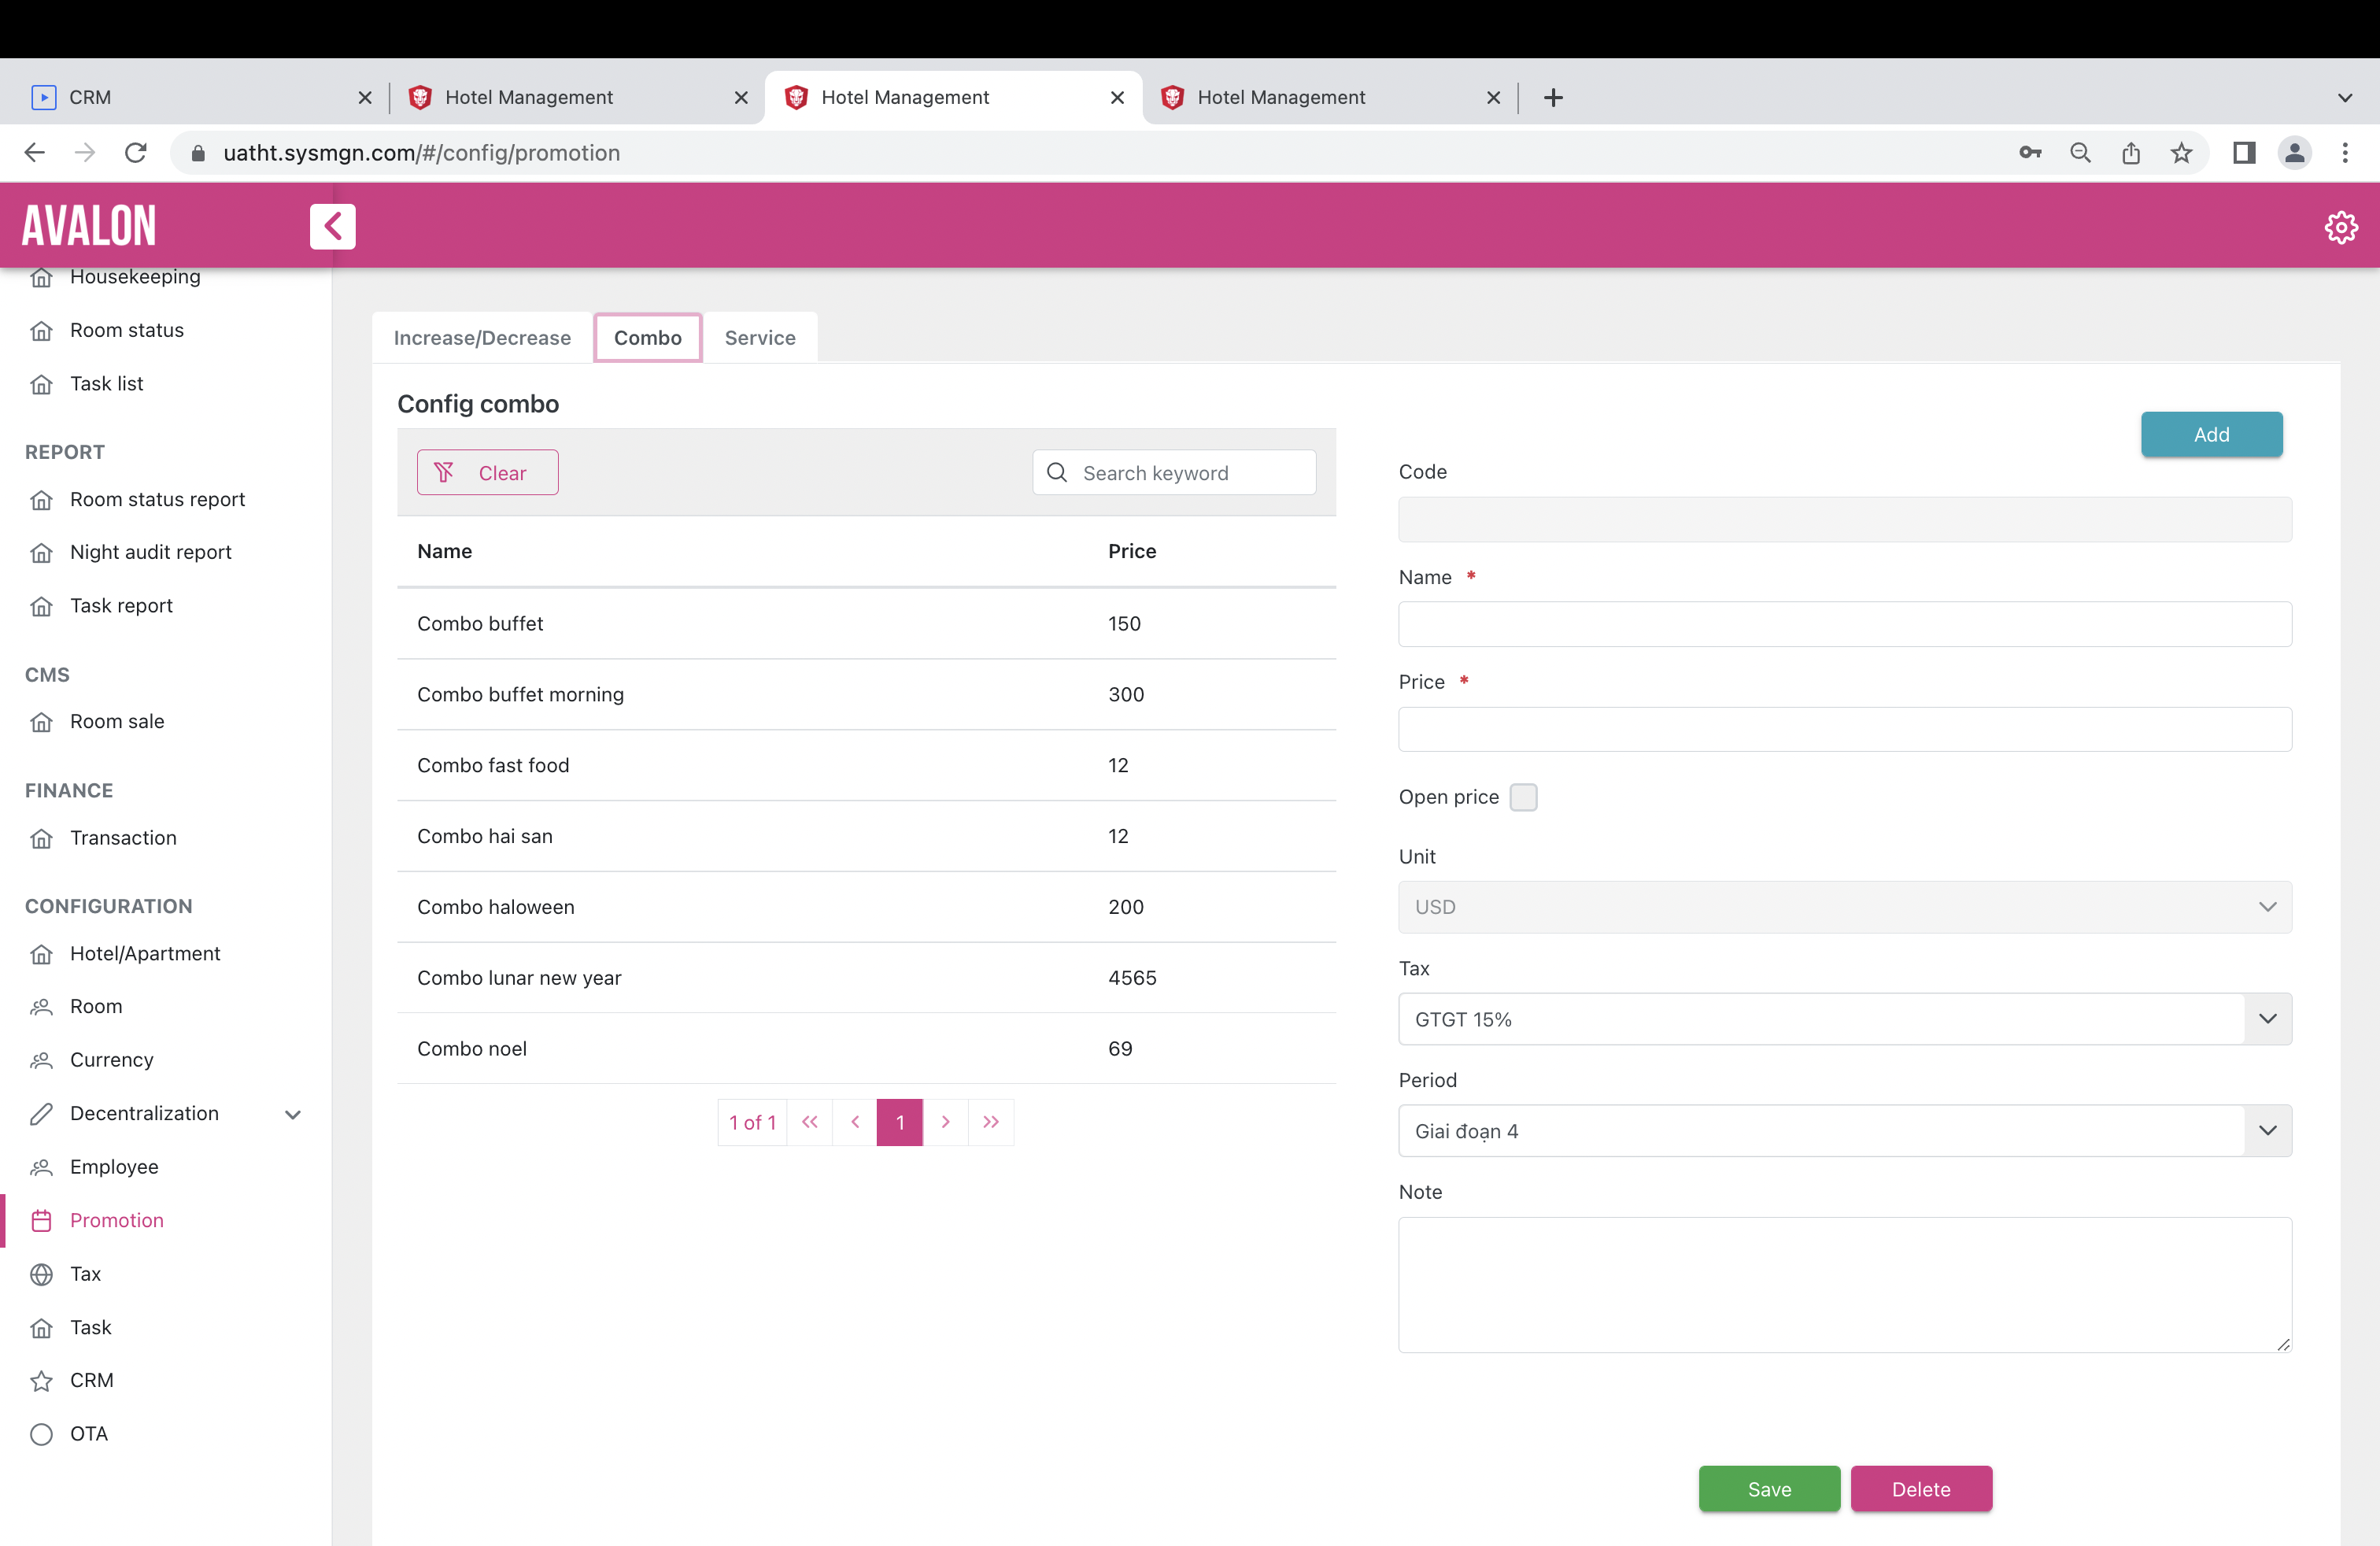 CRM
Hotel Management
Hotel Management
Hotel Management
uatht.sysmgn.com/#/config/promotion
AVALON
Housekeeping
Room status
Task list
REPORT
Room status report
Night audit report
Task report
CMS
Room sale
FINANCE
Transaction
CONFIGURATION
Hotel/Apartment
Room
Currency
Decentralization
Employee
Promotion
Tax
Task
CRM
OTA
Increase/Decrease
Combo
Service
Config combo
Clear
Search keyword
Name Price
Combo buffet 150
Combo buffet morning 300
Combo fast food 12
Combo hai san 12
Combo haloween 200
Combo lunar new year 4565
Combo noel 69
1 of 1 << < 1 > >>
Add
Code
Name *
Price *
Open price
Unit
USD
Tax
GTGT 15%
Period
Giai đoạn 4
Note
Save
Delete